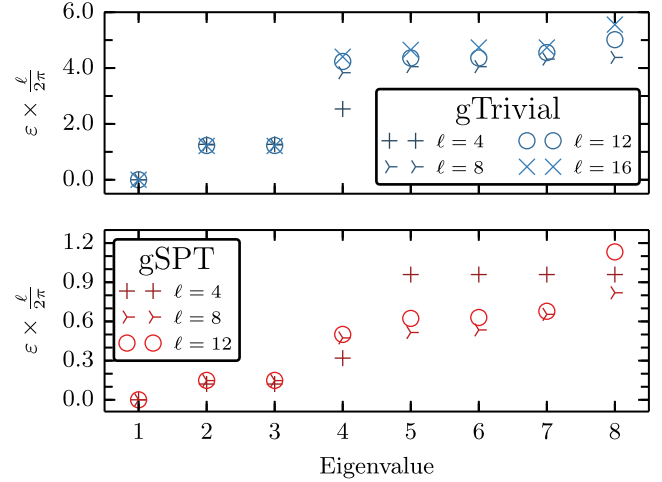 6.0
4.0
2.0
0.0
ε × ℓ/2π
gTrivial
ℓ = 4 ℓ = 12
ℓ = 8 ℓ = 16
1.2
0.9
0.6
0.3
0.0
ε × ℓ/2π
gSPT
ℓ = 4
ℓ = 8
ℓ = 12
1 2 3 4 5 6 7 8
Eigenvalue